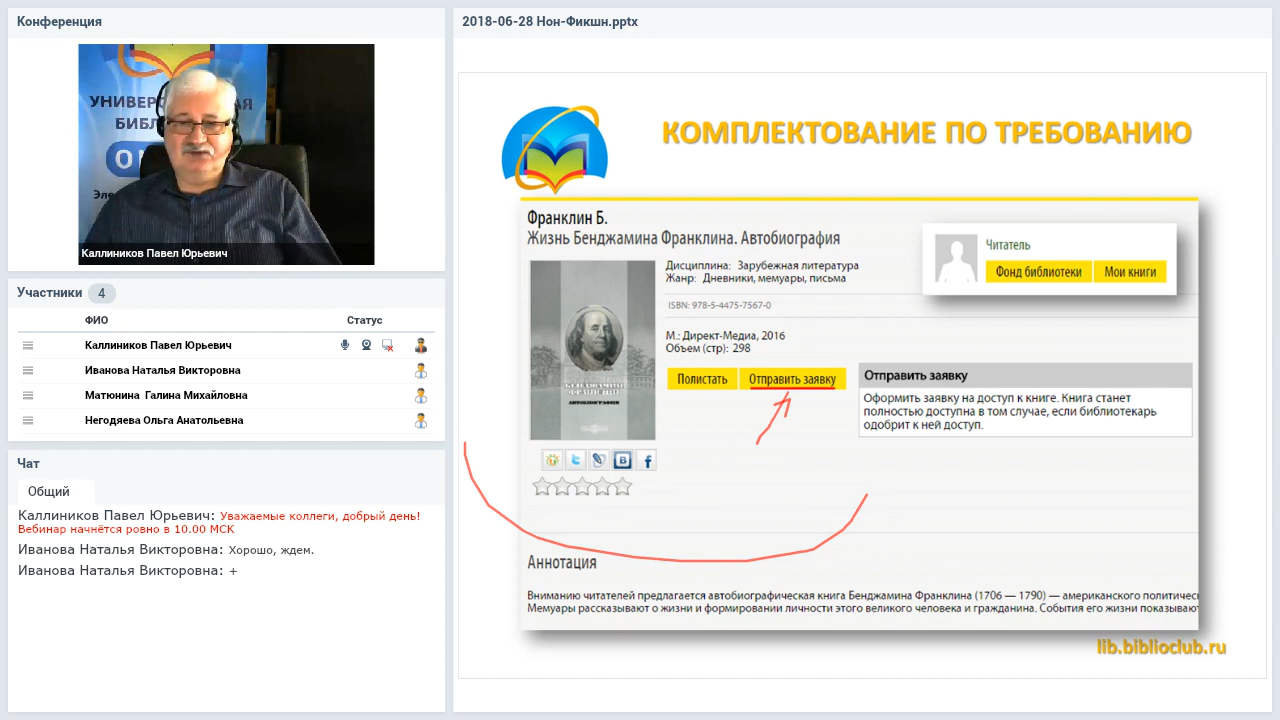 Конференция
УНИВЕР АЯ
Каллиников Павел Юрьевич
Участники 4
ФИО Статус
Каллиников Павел Юрьевич
Иванова Наталья Викторовна
Матюнина Галина Михайловна
Негодяева Ольга Анатольевна
Чат
Общий
Каллиников Павел Юрьевич: Уважаемые коллеги, добрый день!
Вебинар начнётся ровно в 10.00 МСК
Иванова Наталья Викторовна: Хорошо, ждем.
Иванова Наталья Викторовна: +
2018-06-28 Нон-Фикшн.pptx
КОМПЛЕКТОВАНИЕ ПО ТРЕБОВАНИЮ
Франклин Б.
Жизнь Бенджамина Франклина. Автобиография
Читатель
Фонд библиотеки Мои книги
Дисциплина: Зарубежная литература
Жанр: Дневники, мемуары, письма
ISBN: 978-5-4475-7567-0
М.: Директ-Медиа, 2016
Объем (стр): 298
Полистать Отправить заявку
Отправить заявку
Оформить заявку на доступ к книге. Книга станет
полностью доступна в том случае, если библиотекарь
одобрит к ней доступ.
БЕНДЖАМИН
ФРАНКЛИН
АВТОБИОГРАФИЯ
Аннотация
Вниманию читателей предлагается автобиографическая книга Бенджамина Франклина (1706 — 1790) — американского политичес
Мемуары рассказывают о жизни и формировании личности этого великого человека и гражданина. События его жизни показываю
lib.biblioclub.ru